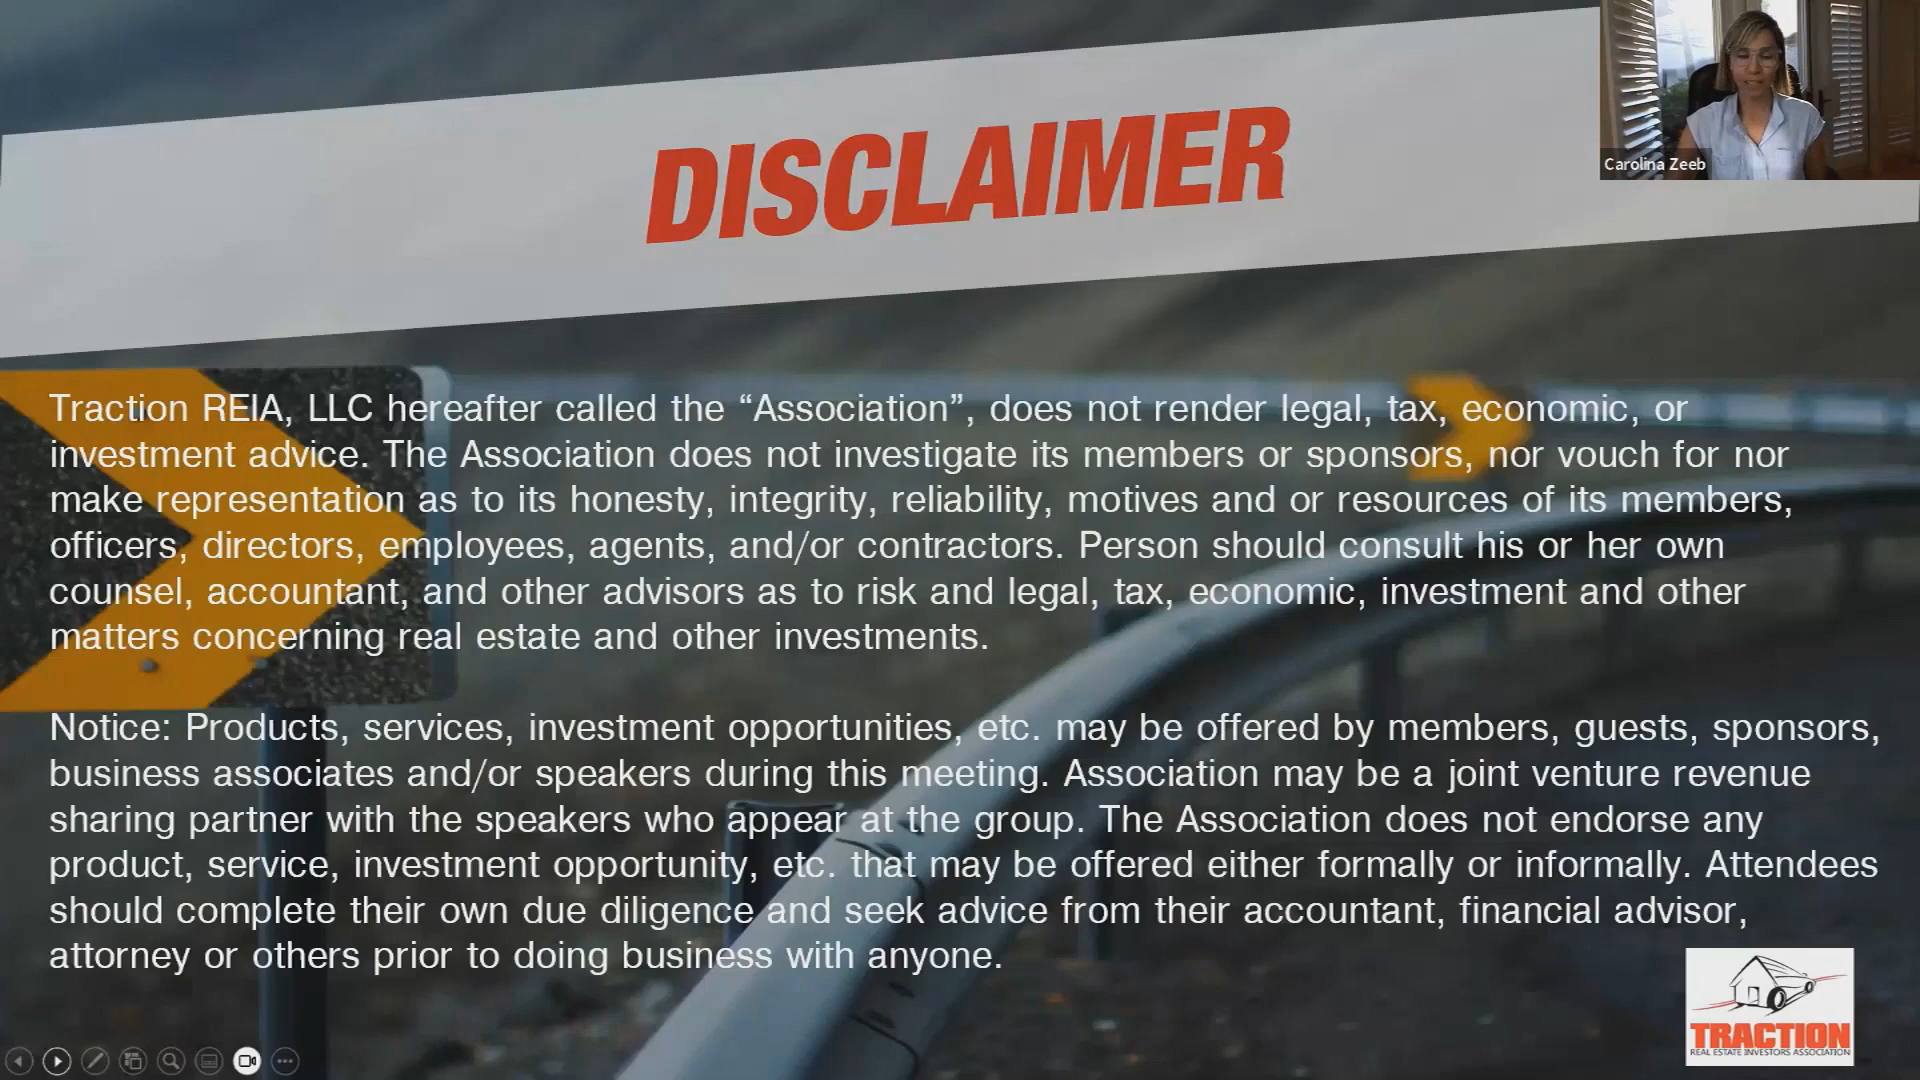 DISCLAIMER
Carolina Zeeb
Traction REIA, LLC hereafter called the “Association”, does not render legal, tax, economic, or
investment advice. The Association does not investigate its members or sponsors, nor vouch for nor
make representation as to its honesty, integrity, reliability, motives and or resources of its members,
officers, directors, employees, agents, and/or contractors. Person should consult his or her own
counsel, accountant, and other advisors as to risk and legal, tax, economic, investment and other
matters concerning real estate and other investments.
Notice: Products, services, investment opportunities, etc. may be offered by members, guests, sponsors,
business associates and/or speakers during this meeting. Association may be a joint venture revenue
sharing partner with the speakers who appear at the group. The Association does not endorse any
product, service, investment opportunity, etc. that may be offered either formally or informally. Attendees
should complete their own due diligence and seek advice from their accountant, financial advisor,
attorney or others prior to doing business with anyone.
TRACTION
REAL ESTATE INVESTORS ASSOCIATION